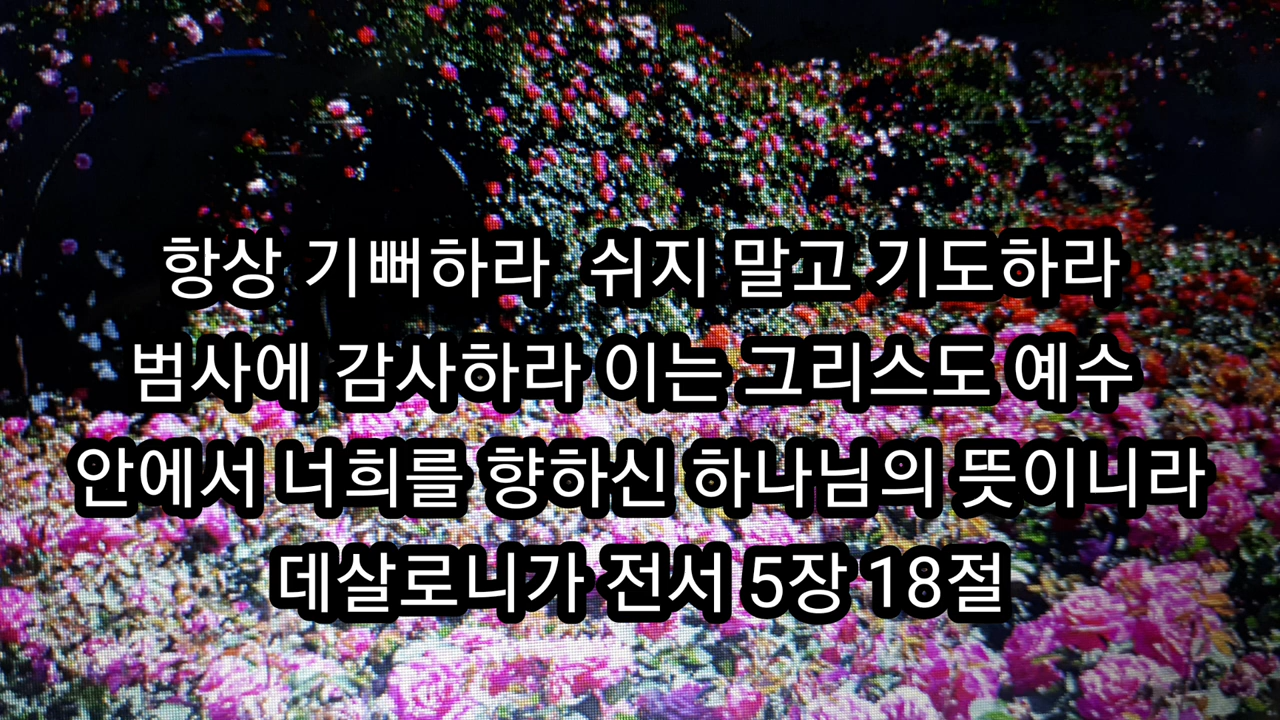 항상 기뻐하라 쉬지 말고 기도하라
범사에 감사하라 이는 그리스도 예수
안에서 너희를 향하신 하나님의 뜻이니라
데살로니가 전서 5장 18절